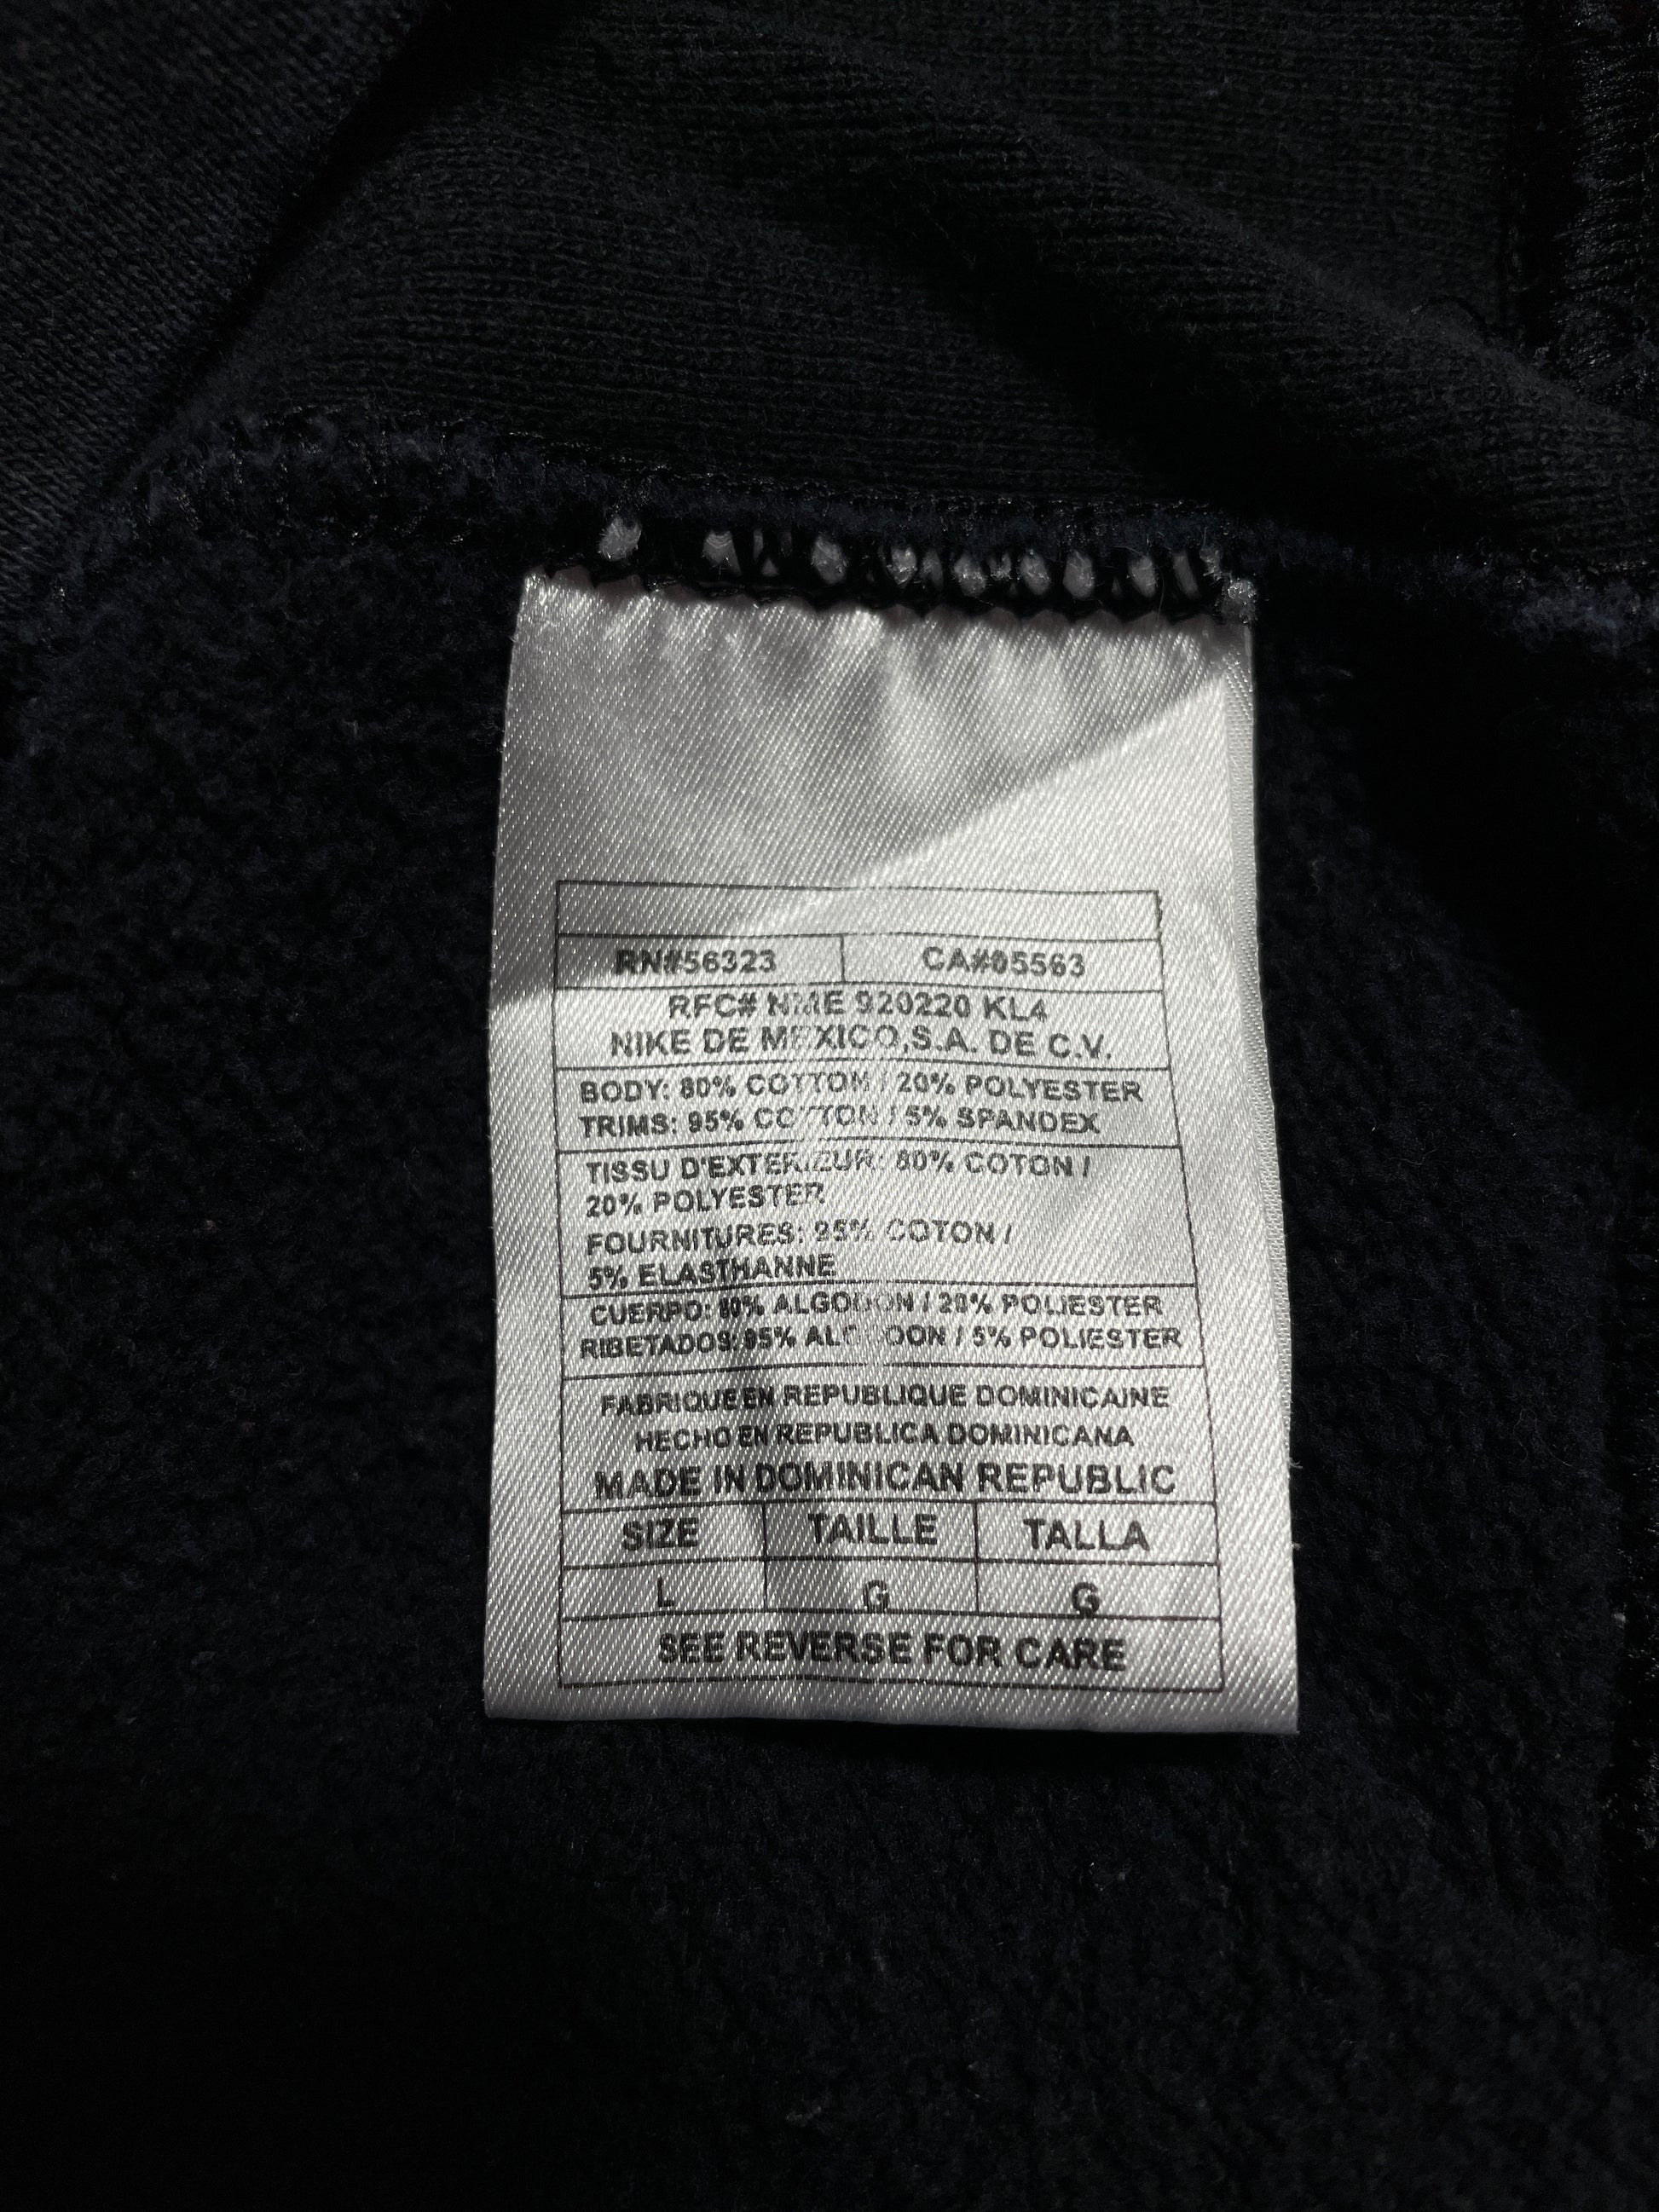 RN#56323 CA#05563
RFC# NME 920220 KL4
NIKE DE MEXICO,S.A. DE C.V.
BODY: 80% COTTON / 20% POLYESTER
TRIMS: 95% COTTON / 5% SPANDEX
TISSU D'EXTERIEUR: 80% COTON /
20% POLYESTER
FOURNITURES: 95% COTON /
5% ELASTHANNE
CUERPO: 80% ALGODON / 20% POLIESTER
RIBETADOS: 95% ALGODON / 5% POLIESTER
FABRIQUE EN REPUBLIQUE DOMINICAINE
HECHO EN REPUBLICA DOMINICANA
MADE IN DOMINICAN REPUBLIC
SIZE TAILLE TALLA
L G G
SEE REVERSE FOR CARE